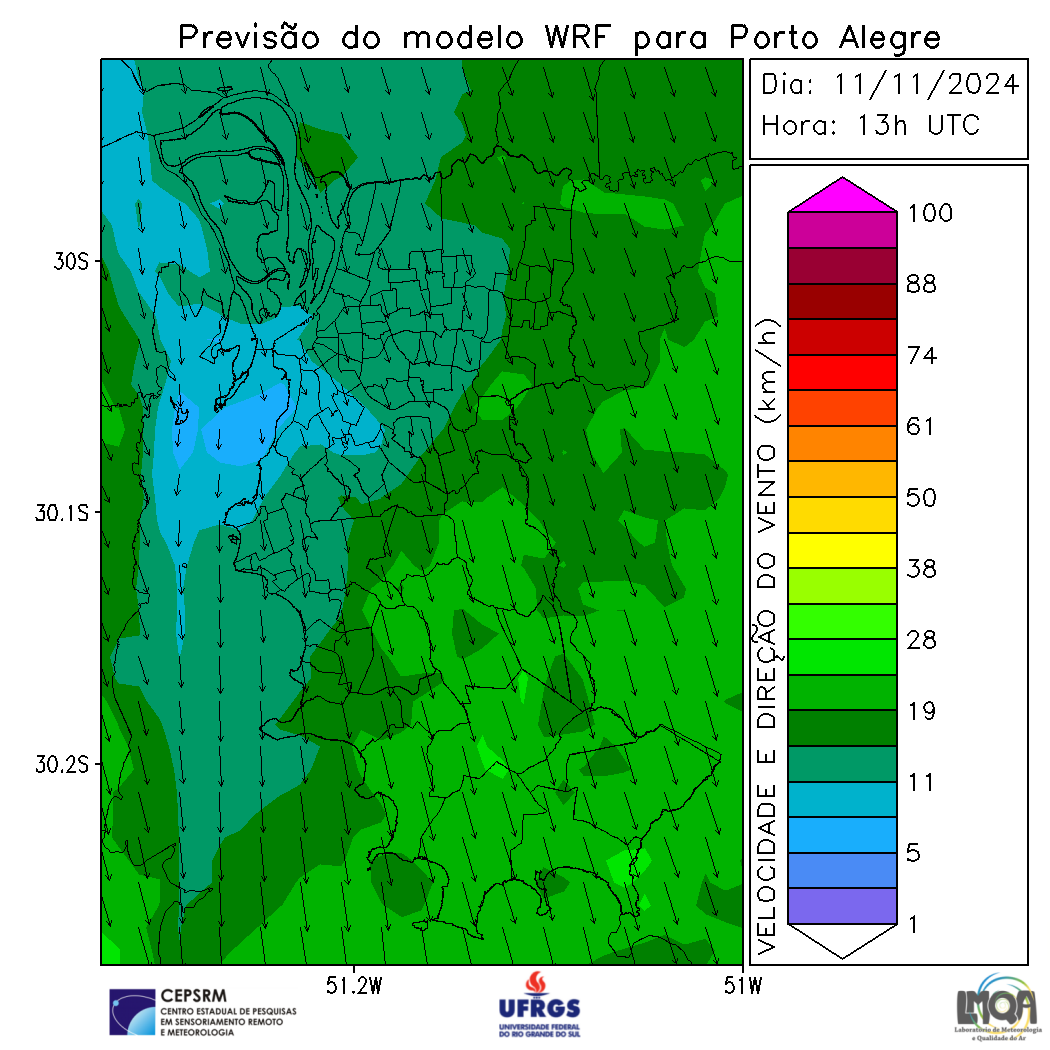 Previsão do modelo WRF para Porto Alegre
Dia: 11/11/2024
Hora: 13h UTC
30S
30.1S
30.2S
51.2W
51W
VELOCIDADE E DIREÇÃO DO VENTO (km/h)
100
88
74
61
50
38
28
19
11
5
1
CEPSRM
CENTRO ESTADUAL DE PESQUISAS
EM SENSORIAMENTO REMOTO
E METEOROLOGIA
UFRGS
UNIVERSIDADE FEDERAL
DO RIO GRANDE DO SUL
LMQA
Laboratório de Meteorologia
e Qualidade do Ar